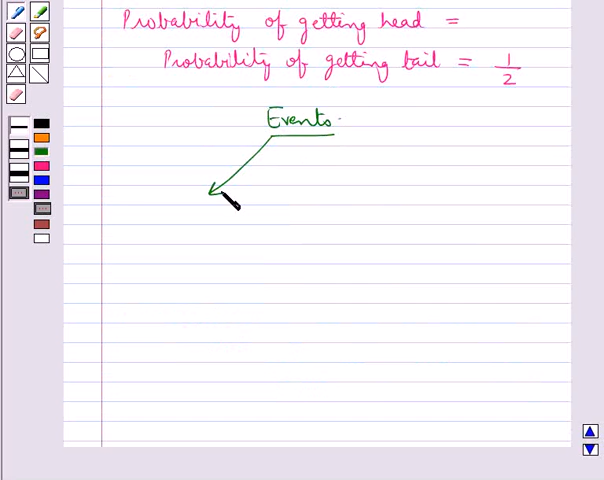 Probability of getting head =
Probability of getting tail = 1/2
Events.